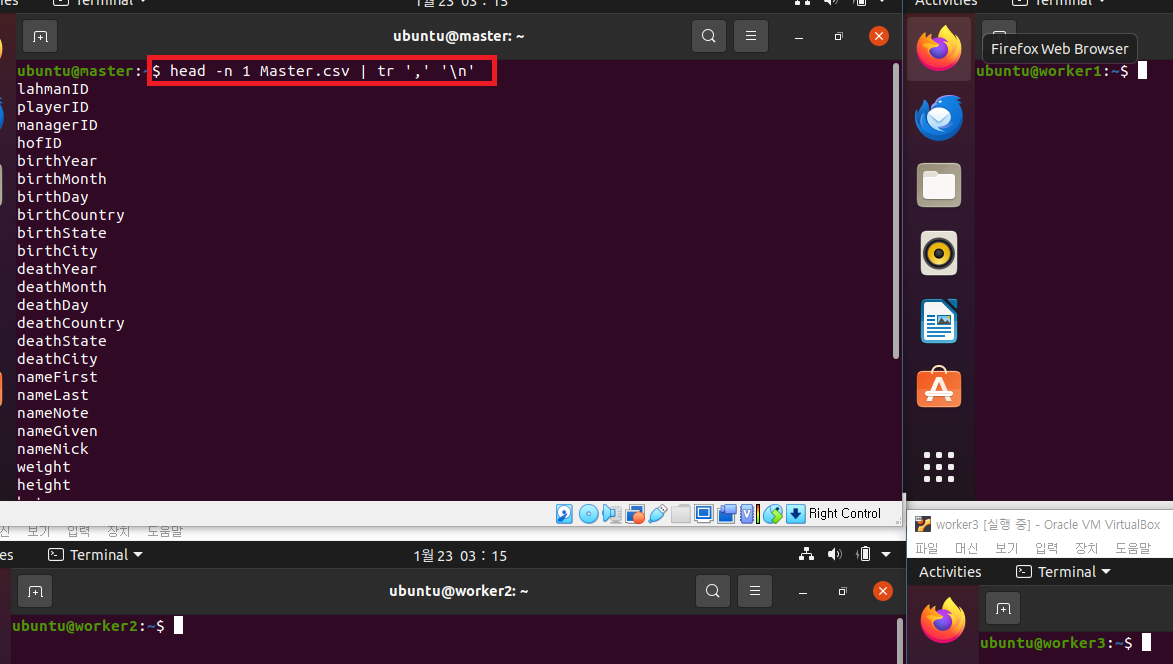 Terminal
1월 23 03 : 15
ubuntu@master: ~
ubuntu@master:~$ head -n 1 Master.csv | tr ',' '\n'
lahmanID
playerID
managerID
hofID
birthYear
birthMonth
birthDay
birthCountry
birthState
birthCity
deathYear
deathMonth
deathDay
deathCountry
deathState
deathCity
nameFirst
nameLast
nameNote
nameGiven
nameNick
weight
height
Right Control
Activities
Terminal
Firefox Web Browser
ubuntu@worker1:~$
보기 입력 장치 도움말
Terminal
1월 23 03 : 15
ubuntu@worker2: ~
ubuntu@worker2:~$
worker3 [실행 중] - Oracle VM VirtualBox
파일 머신 보기 입력 장치 도움말
Activities
Terminal
ubuntu@worker3:~$